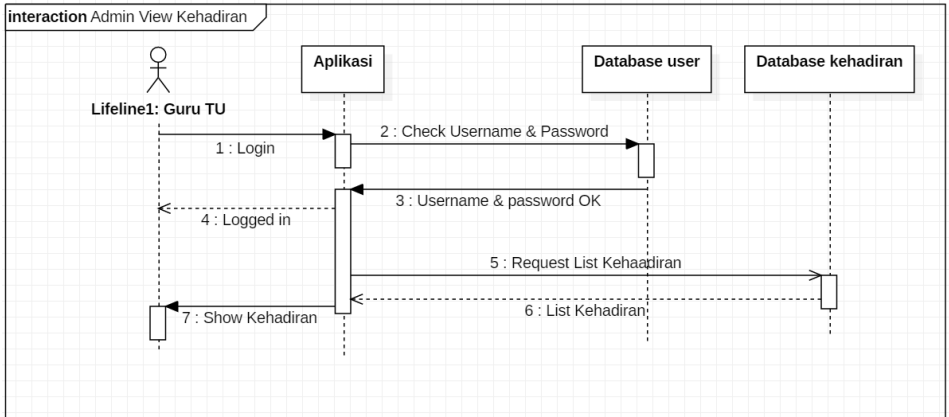 interaction Admin View Kehadiran
Aplikasi
Database user
Database kehadiran
Lifeline1: Guru TU
1 : Login
2 : Check Username & Password
3 : Username & password OK
4 : Logged in
5 : Request List Kehaadiran
6 : List Kehadiran
7 : Show Kehadiran